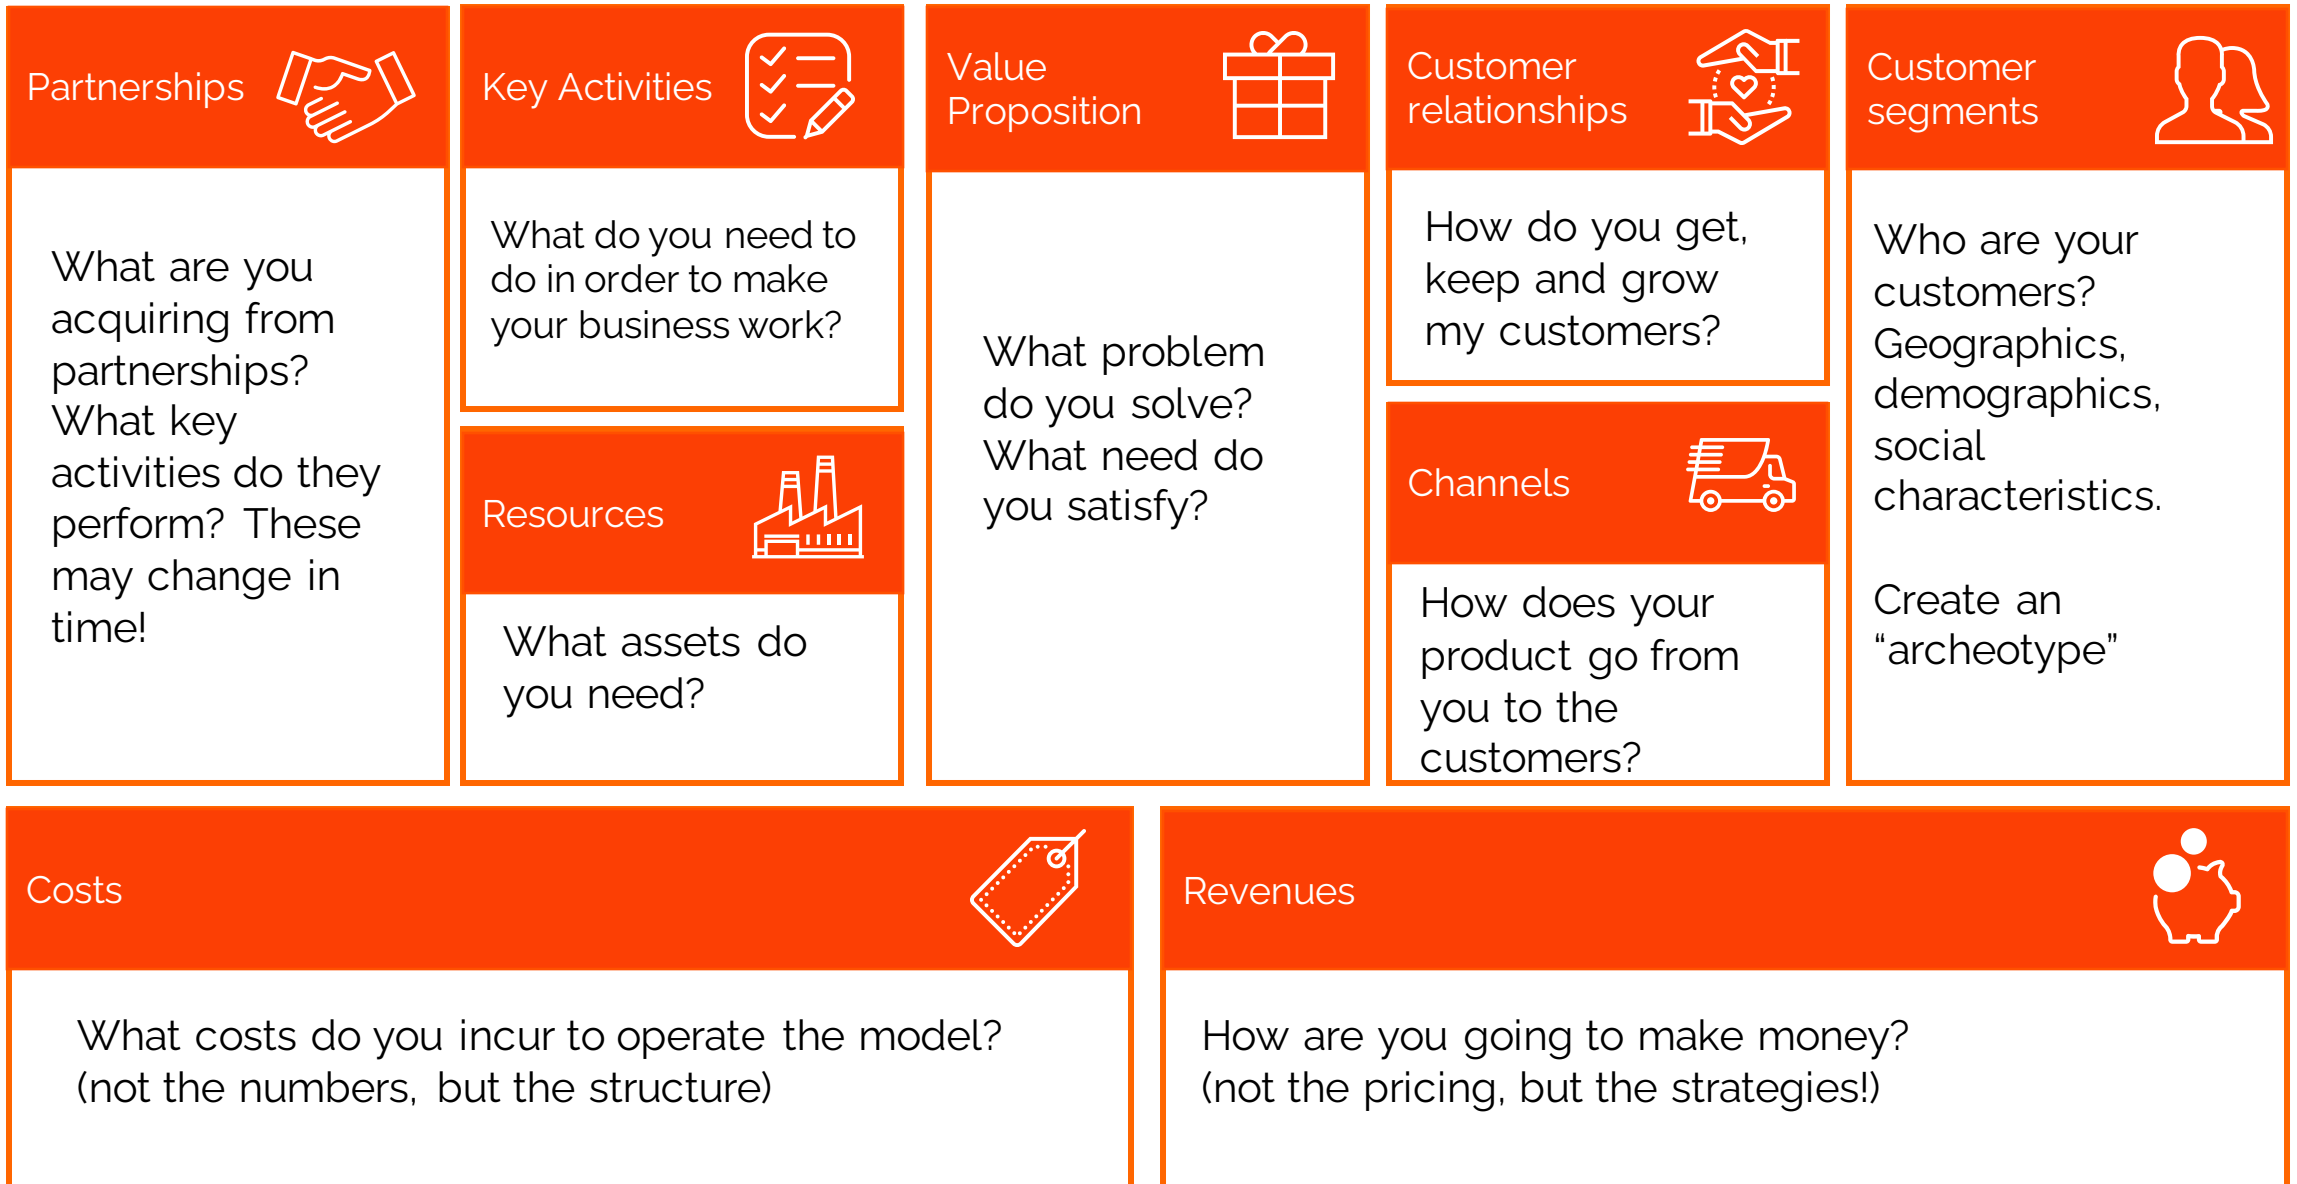 Partnerships
What are you
acquiring from
partnerships?
What key
activities do they
perform? These
may change in
time!
Key Activities
What do you need to
do in order to make
your business work?
Resources
What assets do
you need?
Value
Proposition
What problem
do you solve?
What need do
you satisfy?
Customer
relationships
How do you get,
keep and grow
my customers?
Channels
How does your
product go from
you to the
customers?
Customer
segments
Who are your
customers?
Geographics,
demographics,
social
characteristics.
Create an
“archeotype”
Costs
What costs do you incur to operate the model?
(not the numbers, but the structure)
Revenues
How are you going to make money?
(not the pricing, but the strategies!)